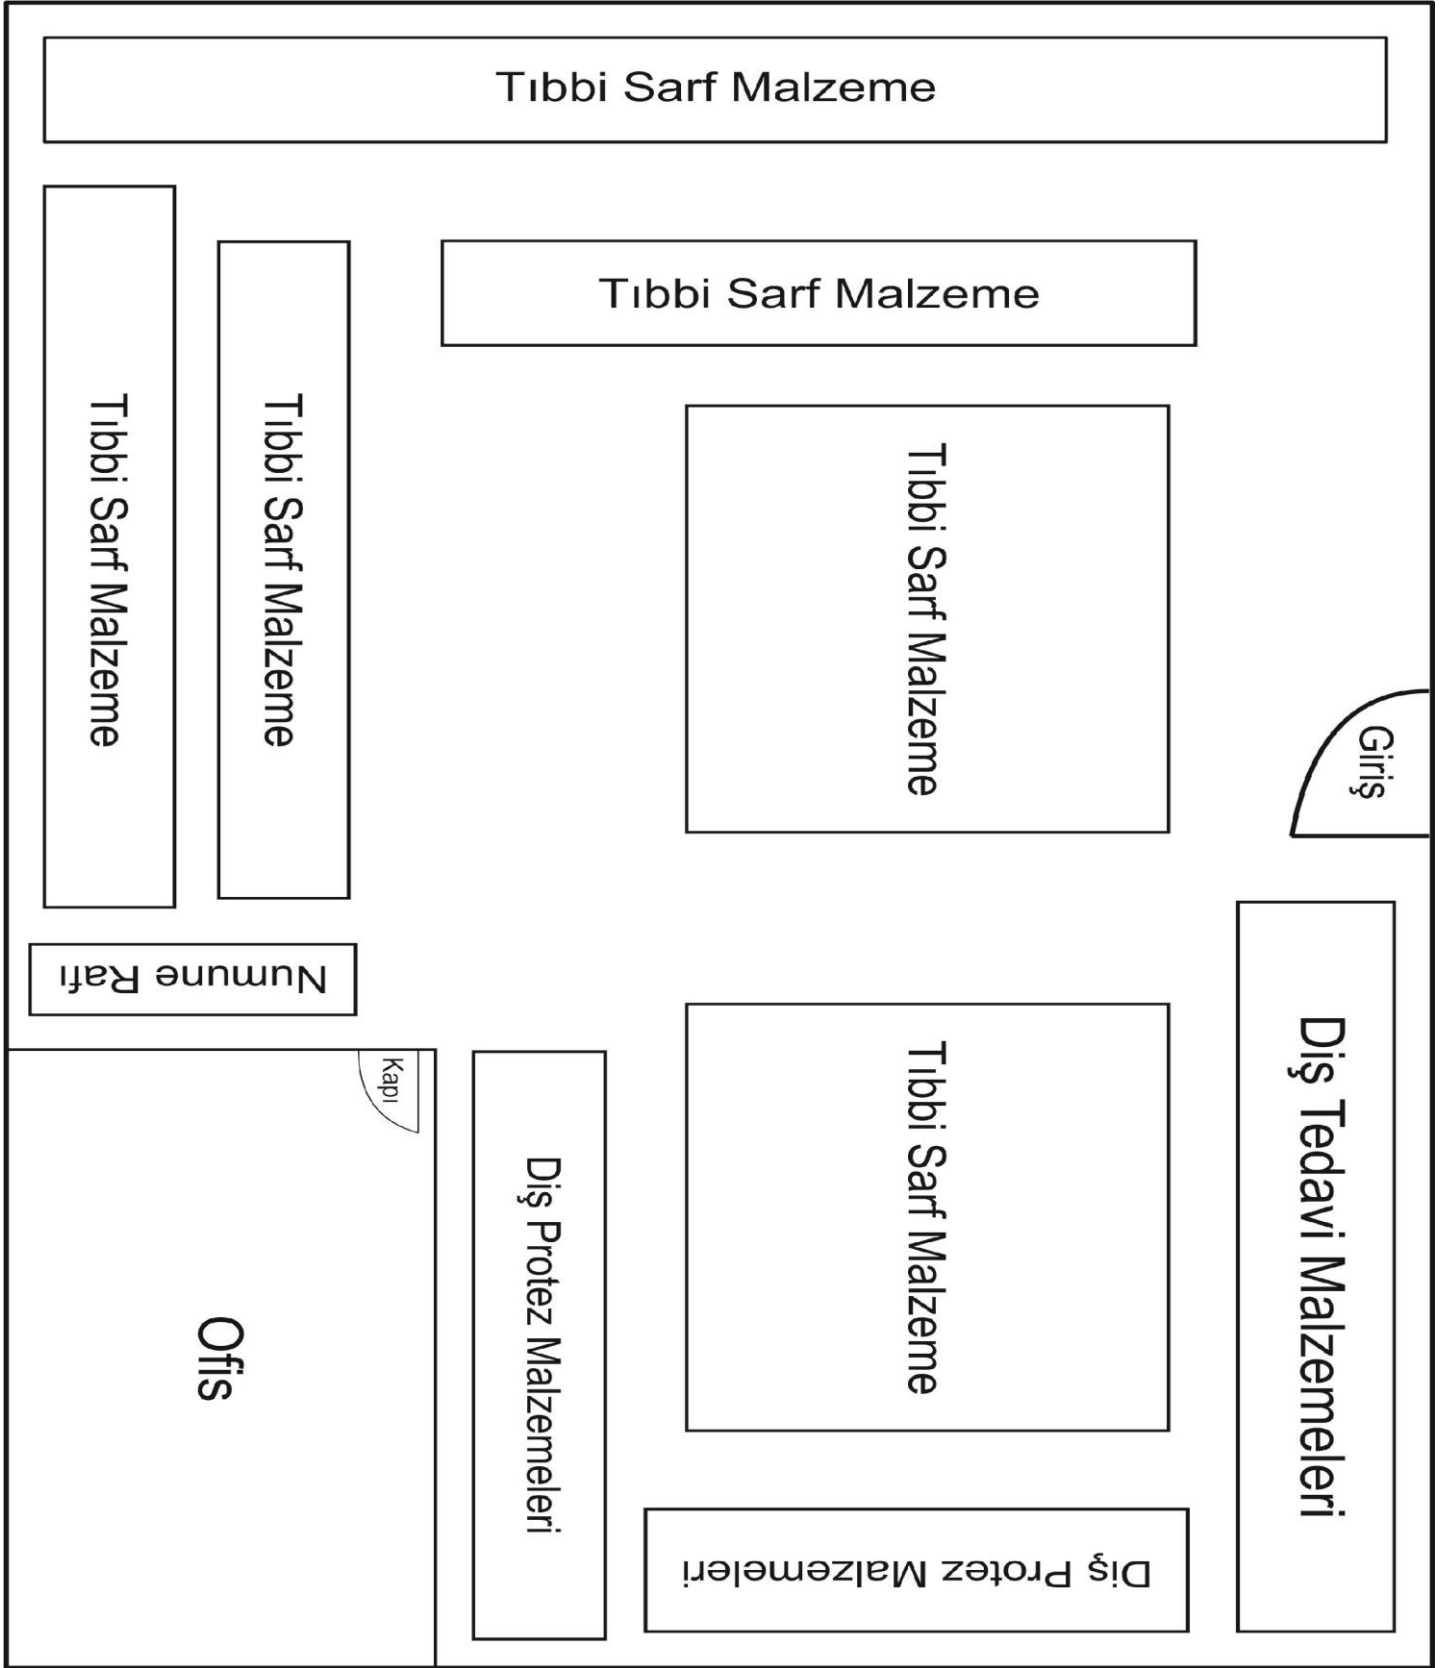 Tıbbi Sarf Malzeme
Tıbbi Sarf Malzeme
Tıbbi Sarf Malzeme
Tıbbi Sarf Malzeme
Tıbbi Sarf Malzeme
Giriş
Numune Rafı
Kapı
Ofis
Diş Protez Malzemeleri
Tıbbi Sarf Malzeme
Diş Tedavi Malzemeleri
Diş Protez Malzemeleri